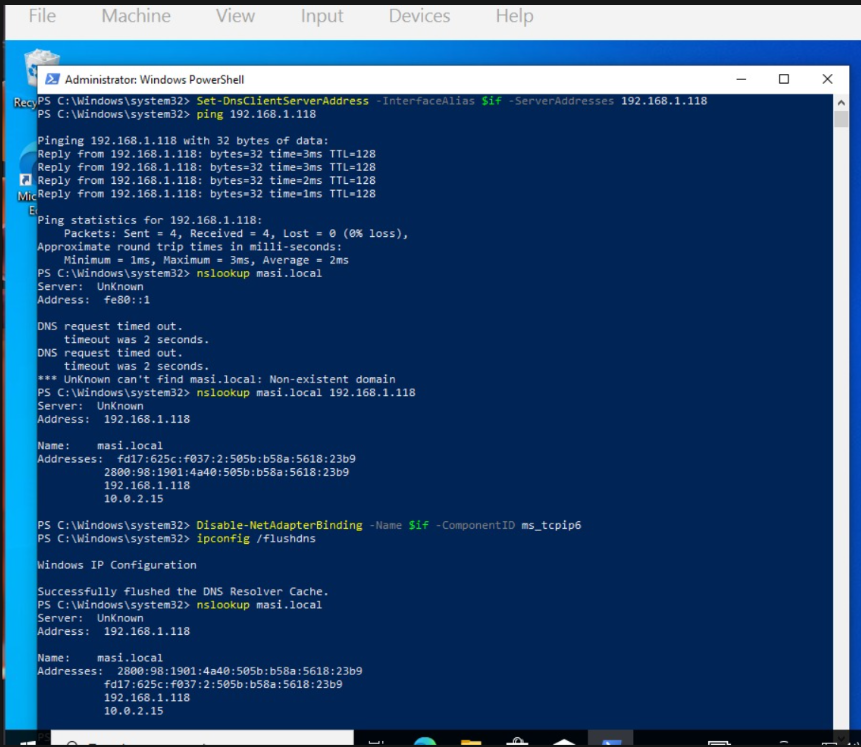 File Machine View Input Devices Help
Administrator: Windows PowerShell
PS C:\Windows\system32> Set-DnsClientServerAddress -InterfaceAlias $if -ServerAddresses 192.168.1.118
PS C:\Windows\system32> ping 192.168.1.118
Pinging 192.168.1.118 with 32 bytes of data:
Reply from 192.168.1.118: bytes=32 time=3ms TTL=128
Reply from 192.168.1.118: bytes=32 time=3ms TTL=128
Reply from 192.168.1.118: bytes=32 time=2ms TTL=128
Reply from 192.168.1.118: bytes=32 time=1ms TTL=128
Ping statistics for 192.168.1.118:
Packets: Sent = 4, Received = 4, Lost = 0 (0% loss),
Approximate round trip times in milli-seconds:
Minimum = 1ms, Maximum = 3ms, Average = 2ms
PS C:\Windows\system32> nslookup masi.local
Server: UnKnown
Address: fe80::1
DNS request timed out.
timeout was 2 seconds.
DNS request timed out.
timeout was 2 seconds.
*** UnKnown can't find masi.local: Non-existent domain
PS C:\Windows\system32> nslookup masi.local 192.168.1.118
Server: UnKnown
Address: 192.168.1.118
Name: masi.local
Addresses: fd17:625c:f037:2:505b:b58a:5618:23b9
2800:98:1901:4a40:505b:b58a:5618:23b9
192.168.1.118
10.0.2.15
PS C:\Windows\system32> Disable-NetAdapterBinding -Name $if -ComponentID ms_tcpip6
PS C:\Windows\system32> ipconfig /flushdns
Windows IP Configuration
Successfully flushed the DNS Resolver Cache.
PS C:\Windows\system32> nslookup masi.local
Server: UnKnown
Address: 192.168.1.118
Name: masi.local
Addresses: 2800:98:1901:4a40:505b:b58a:5618:23b9
fd17:625c:f037:2:505b:b58a:5618:23b9
192.168.1.118
10.0.2.15